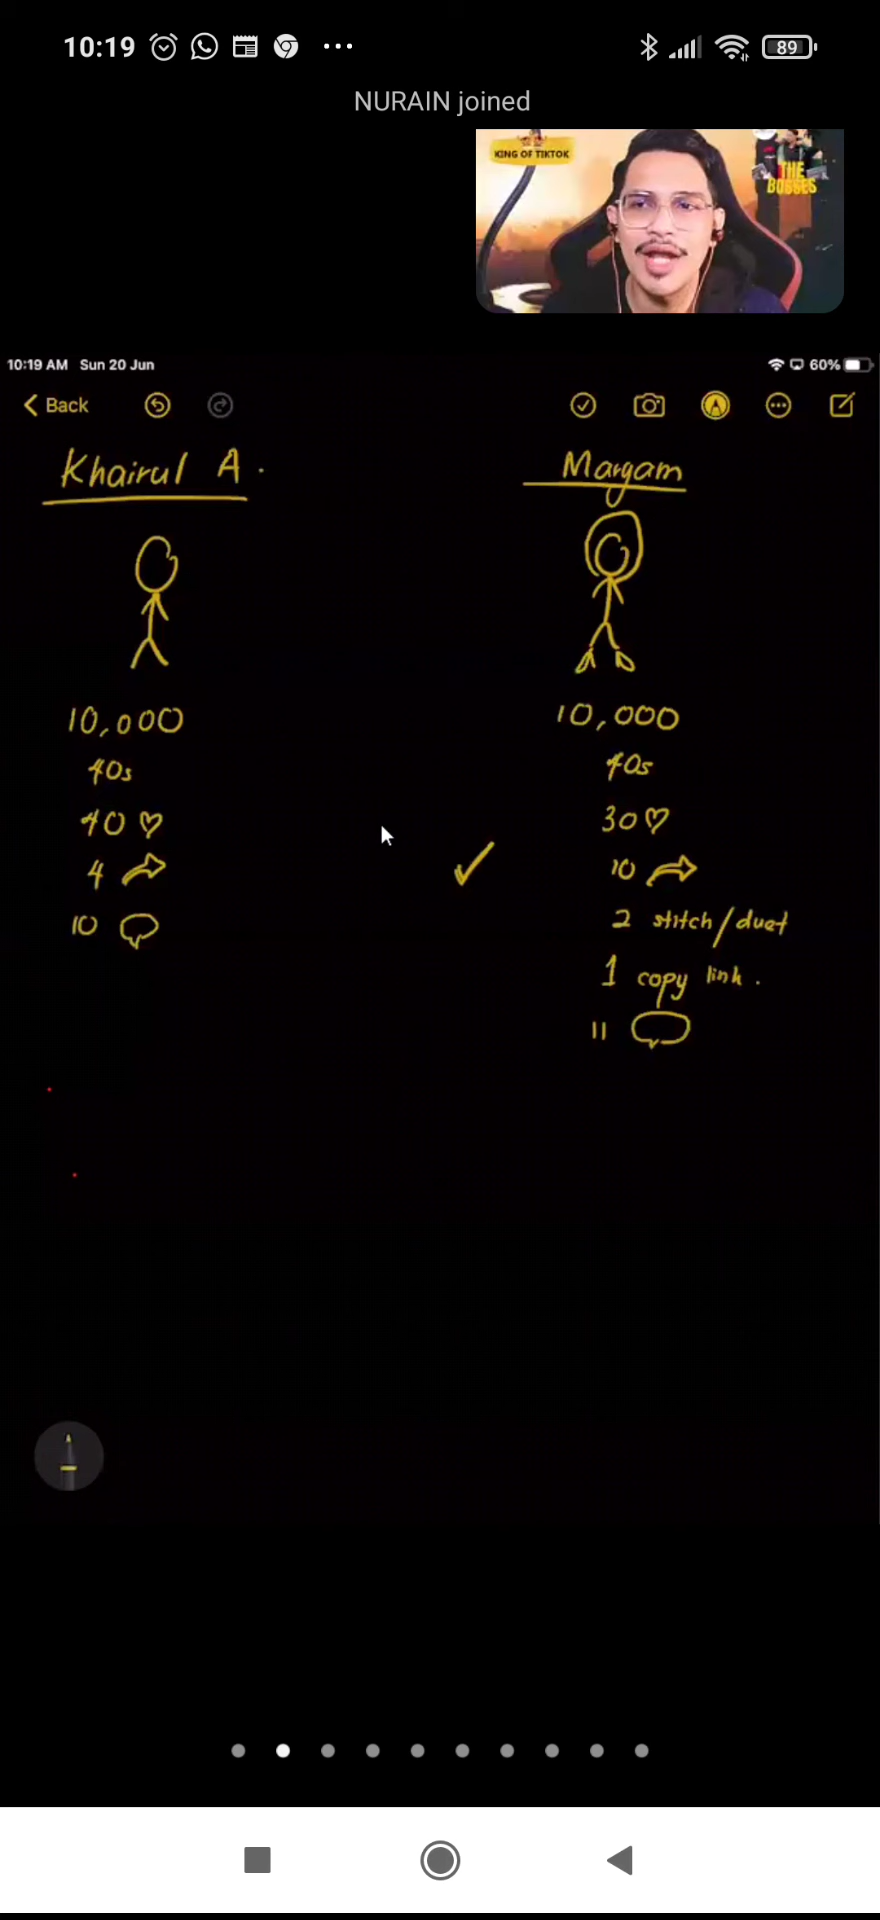 10:19
89
NURAIN joined
KING OF TIKTOK
THE
BOSSES
10:19 AM Sun 20 Jun
60%
Back
Khairul A.
Margam
10,000
10,000
40s
40s
40
30
4
10
10
2 stitch/duet
1 copy link.
11